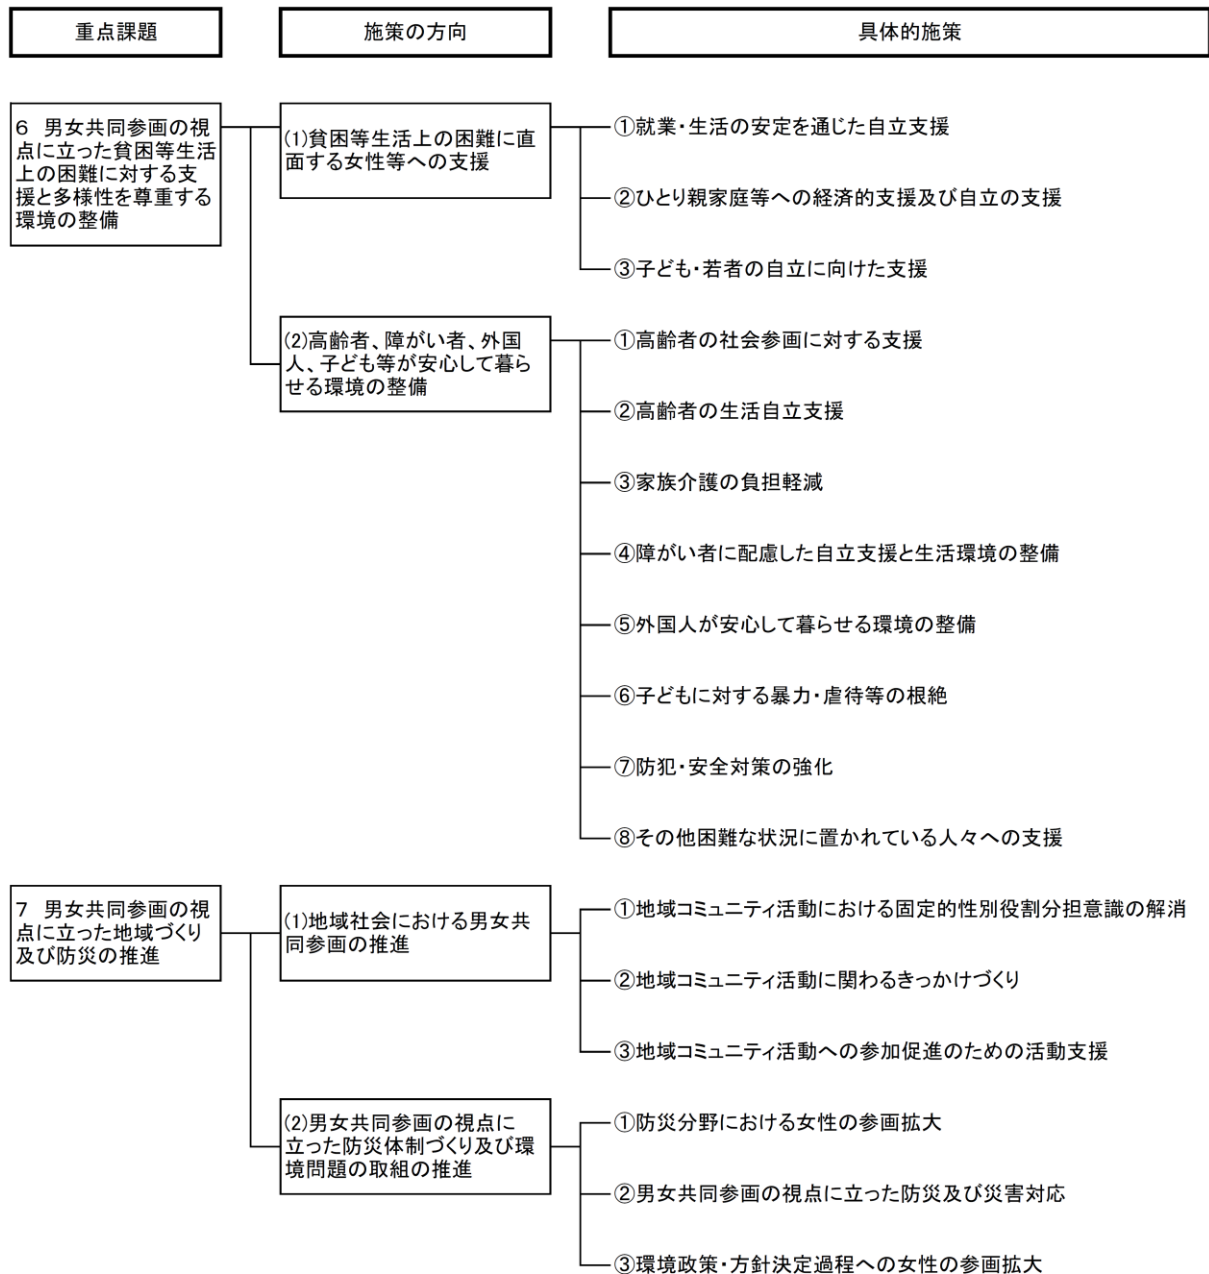 重点課題
施策の方向
具体的施策
6 男女共同参画の視
点に立った貧困等生活
上の困難に対する支
援と多様性を尊重する
環境の整備
(1)貧困等生活上の困難に直
面する女性等への支援
①就業・生活の安定を通じた自立支援
②ひとり親家庭等への経済的支援及び自立の支援
③子ども・若者の自立に向けた支援
(2)高齢者、障がい者、外国
人、子ども等が安心して暮ら
せる環境の整備
①高齢者の社会参画に対する支援
②高齢者の生活自立支援
③家族介護の負担軽減
④障がい者に配慮した自立支援と生活環境の整備
⑤外国人が安心して暮らせる環境の整備
⑥子どもに対する暴力・虐待等の根絶
⑦防犯・安全対策の強化
⑧その他困難な状況に置かれている人々への支援
7 男女共同参画の視
点に立った地域づくり
及び防災の推進
(1)地域社会における男女共
同参画の推進
①地域コミュニティ活動における固定的性別役割分担意識の解消
②地域コミュニティ活動に関わるきっかけづくり
③地域コミュニティ活動への参加促進のための活動支援
(2)男女共同参画の視点に
立った防災体制づくり及び環
境問題の取組の推進
①防災分野における女性の参画拡大
②男女共同参画の視点に立った防災及び災害対応
③環境政策・方針決定過程への女性の参画拡大